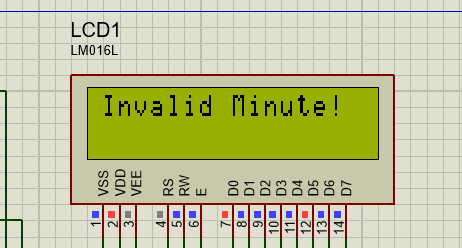 LCD1
LM016L
Invalid Minute!
VSS VDD VEE RS RW E D0 D1 D2 D3 D4 D5 D6 D7
1 2 3 4 5 6 7 8 9 10 11 12 13 14